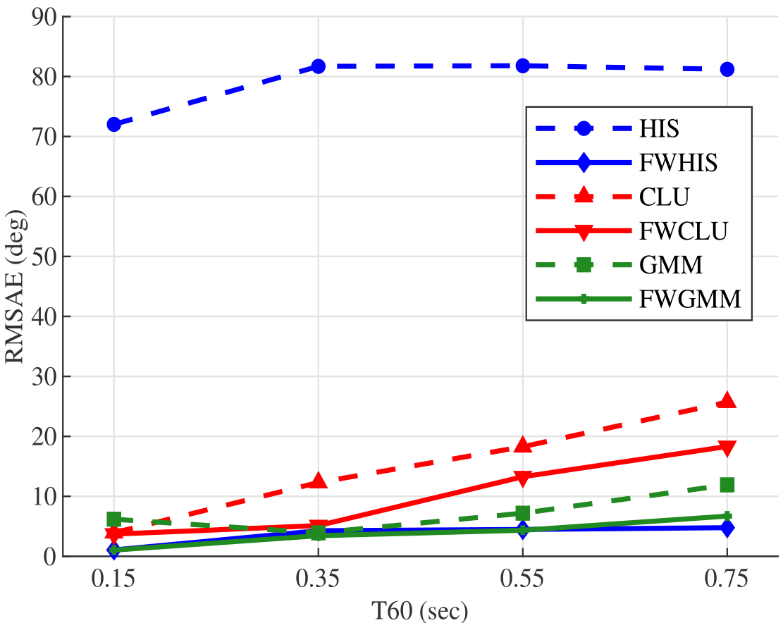 90
80
70
60
50
40
30
20
10
0
RMSAE (deg)
HIS
FWHIS
CLU
FWCLU
GMM
FWGMM
0.15 0.35 0.55 0.75
T60 (sec)